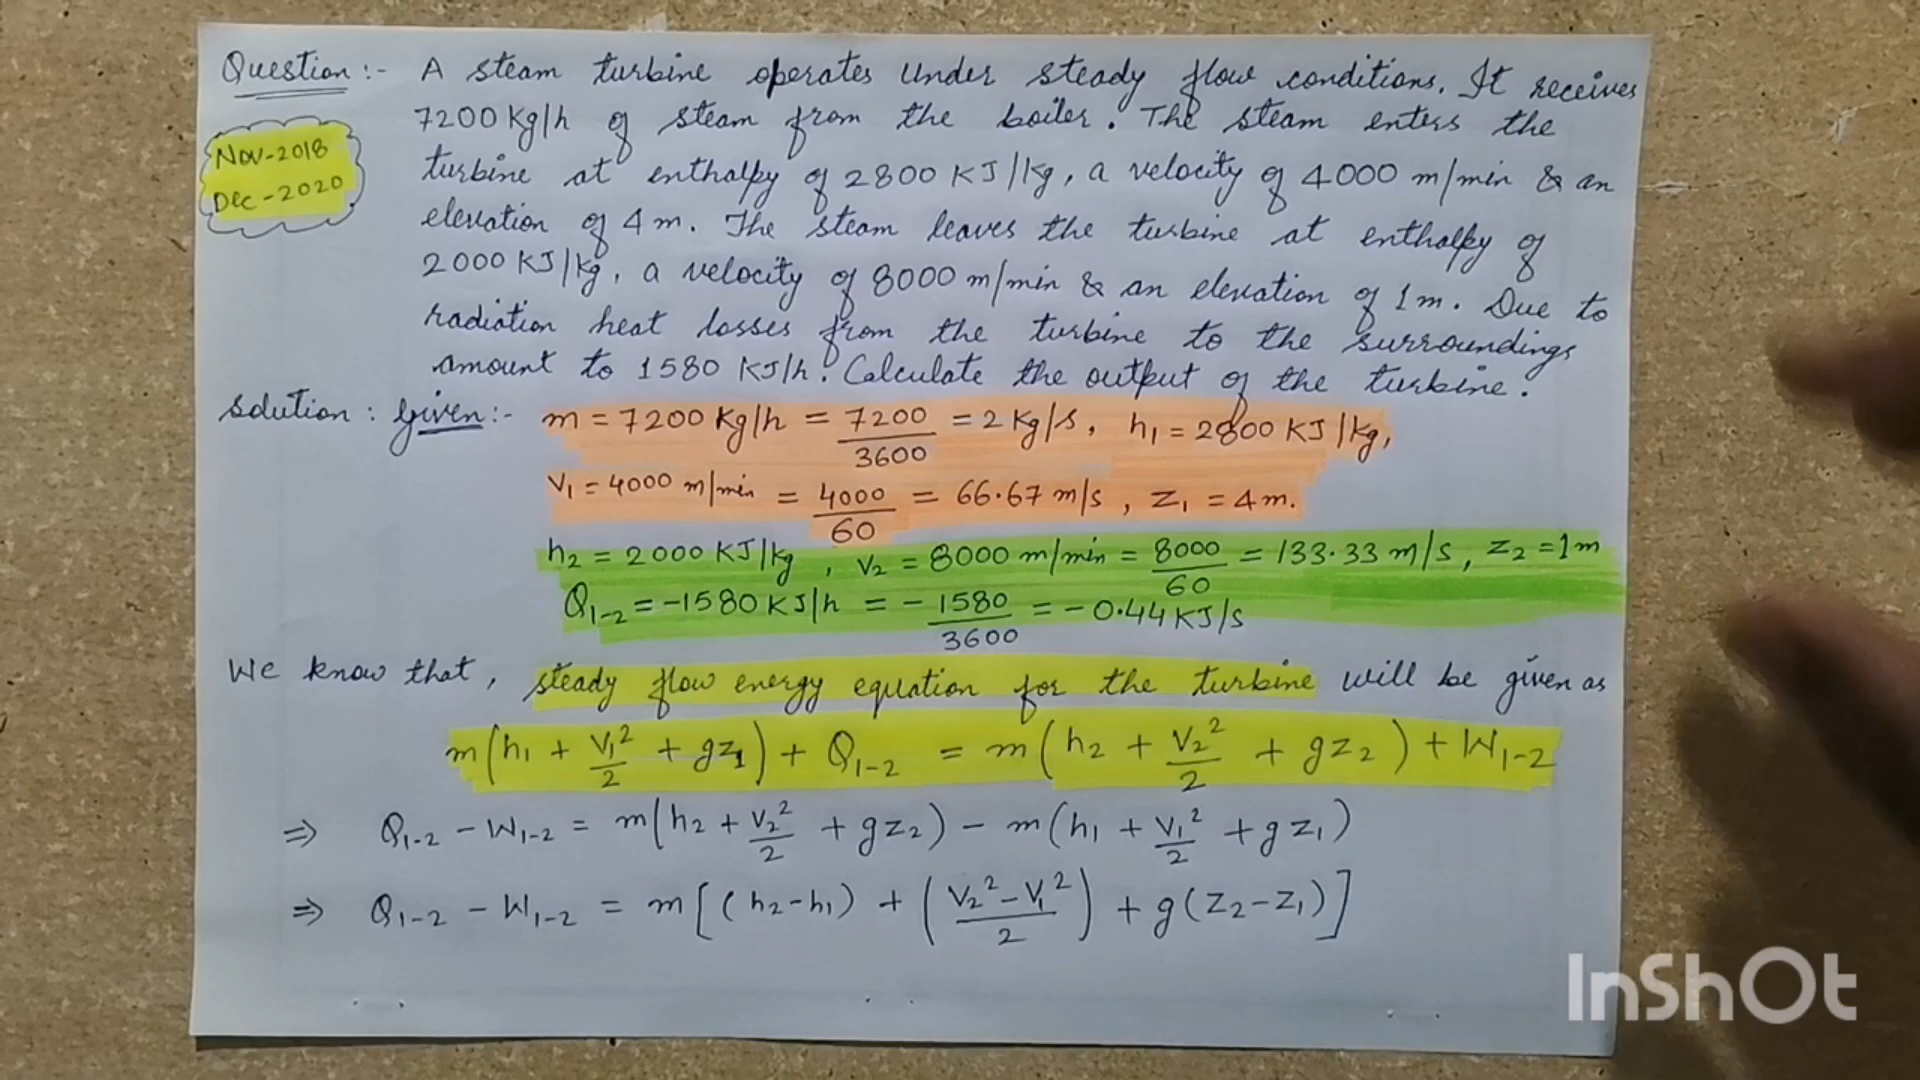 Question :- A steam turbine operates under steady flow conditions. It receives
7200 Kg/h of steam from the boiler. The steam enters the
Nov-2018
Dec-2020
turbine at enthalpy of 2800 KJ/kg, a velocity of 4000 m/min & an
elevation of 4 m. The steam leaves the turbine at enthalpy of
2000 KJ/kg, a velocity of 8000 m/min & an elevation of 1 m. Due to
radiation heat losses from the turbine to the surroundings
amount to 1580 KJ/h. Calculate the output of the turbine.
Solution : Given :- m = 7200 Kg/h = 7200/3600 = 2 Kg/s, h₁ = 2800 KJ/kg,
V₁ = 4000 m/min = 4000/60 = 66.67 m/s, Z₁ = 4 m.
h₂ = 2000 KJ/kg, V₂ = 8000 m/min = 8000/60 = 133.33 m/s, Z₂ = 1m
Q₁₋₂ = -1580 KJ/h = - 1580/3600 = - 0.44 KJ/s
We know that, steady flow energy equation for the turbine will be given as
m(h₁ + V₁²/2 + gz₁) + Q₁₋₂ = m(h₂ + V₂²/2 + gz₂) + W₁₋₂
⇒ Q₁₋₂ - W₁₋₂ = m(h₂ + V₂²/2 + gz₂) - m(h₁ + V₁²/2 + gz₁)
⇒ Q₁₋₂ - W₁₋₂ = m[(h₂-h₁) + (V₂²-V₁²/2) + g(Z₂-Z₁)]
InShOt